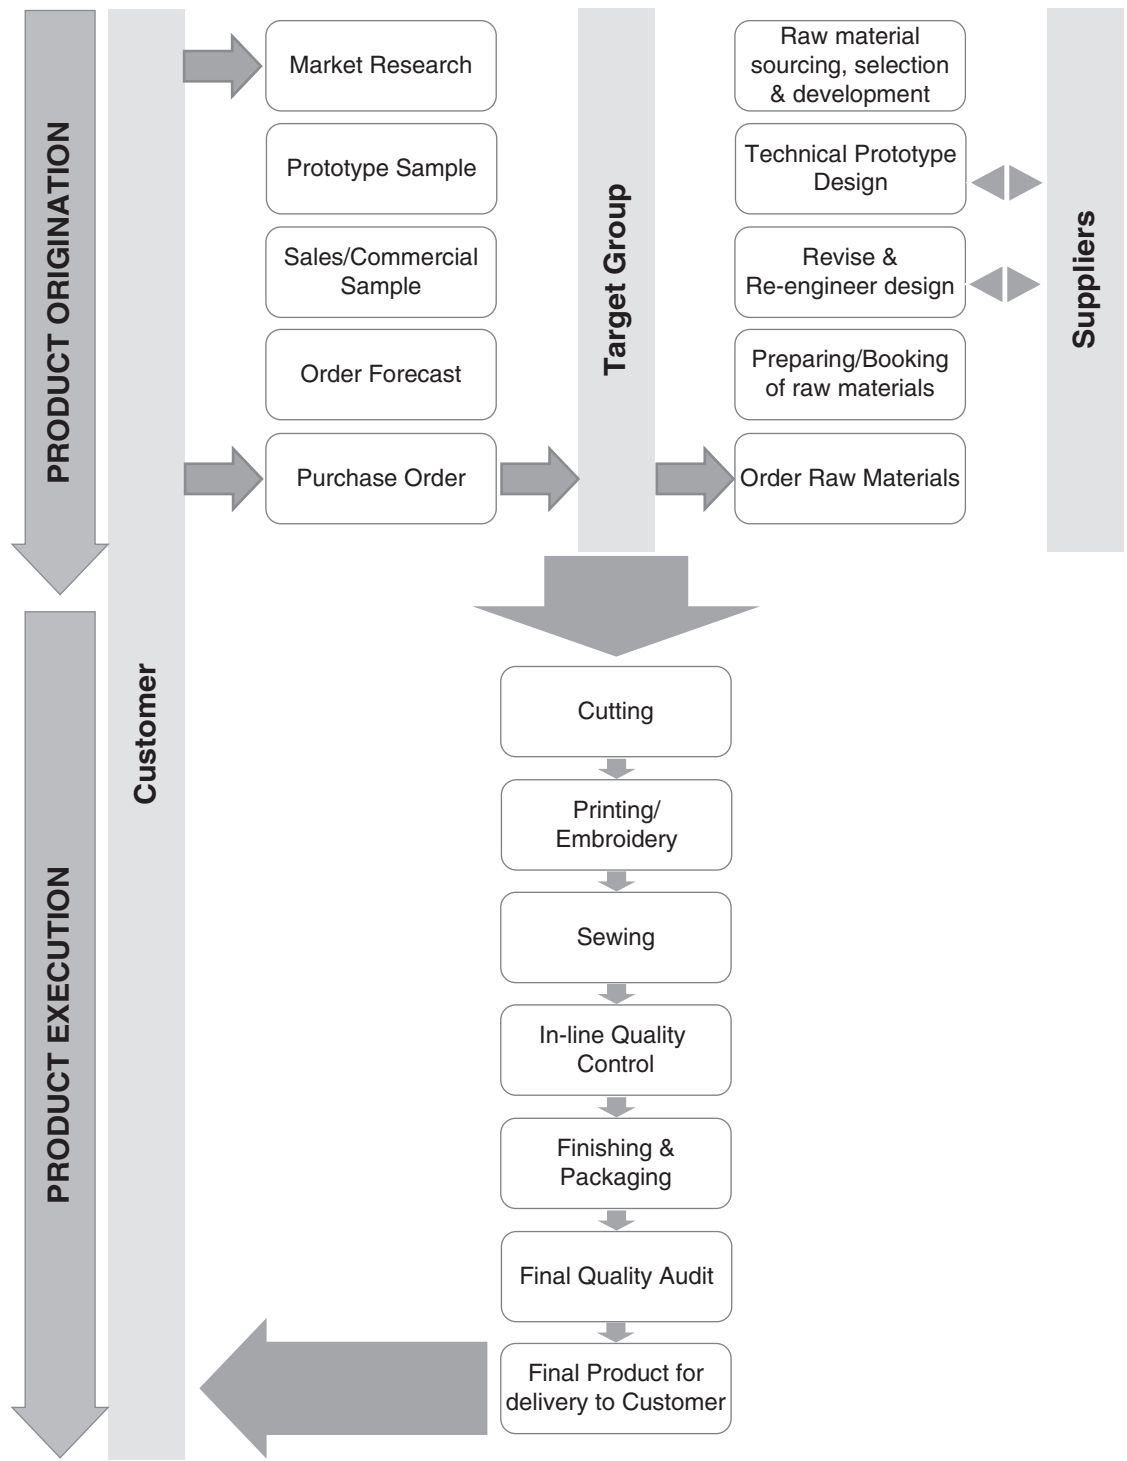 PRODUCT ORIGINATION
PRODUCT EXECUTION
Customer
Market Research
Prototype Sample
Sales/Commercial
Sample
Order Forecast
Purchase Order
Target Group
Raw material
sourcing, selection
& development
Technical Prototype
Design
Revise &
Re-engineer design
Preparing/Booking
of raw materials
Order Raw Materials
Suppliers
Cutting
Printing/
Embroidery
Sewing
In-line Quality
Control
Finishing &
Packaging
Final Quality Audit
Final Product for
delivery to Customer